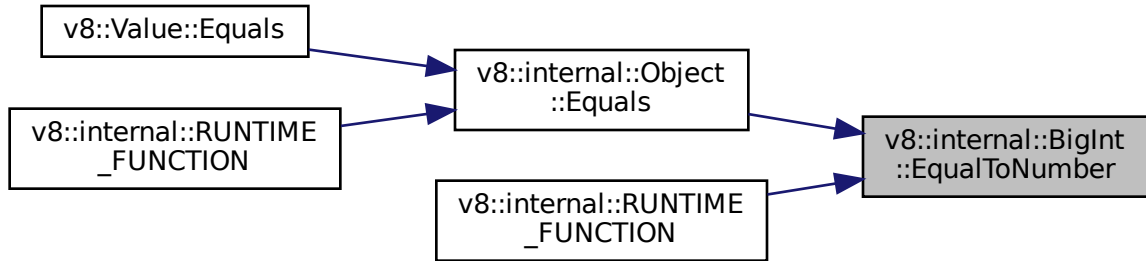 v8::Value::Equals
v8::internal::RUNTIME
_FUNCTION
v8::internal::Object
::Equals
v8::internal::RUNTIME
_FUNCTION
v8::internal::BigInt
::EqualToNumber